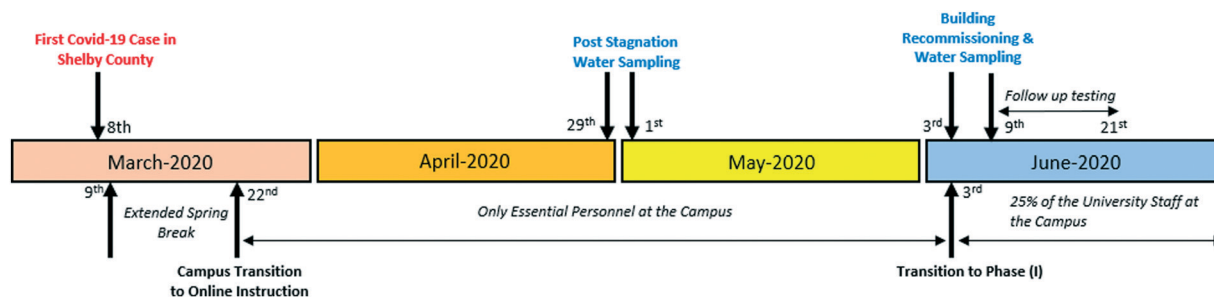 First Covid-19 Case in
Shelby County
Post Stagnation
Water Sampling
Building
Recommissioning &
Water Sampling
Follow up testing
8th
29th
1st
3rd
9th
21st
March-2020
April-2020
May-2020
June-2020
9th
22nd
3rd
Extended Spring
Break
Only Essential Personnel at the Campus
25% of the University Staff at
the Campus
Campus Transition
to Online Instruction
Transition to Phase (I)